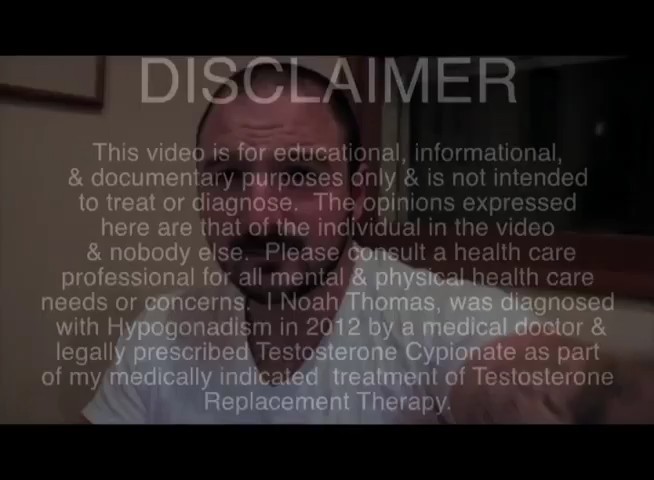 DISCLAIMER
This video is for educational, informational,
& documentary purposes only & is not intended
to treat or diagnose. The opinions expressed
here are that of the individual in the video
& nobody else. Please consult a health care
professional for all mental & physical health care
needs or concerns. I Noah Thomas, was diagnosed
with Hypogonadism in 2012 by a medical doctor &
legally prescribed Testosterone Cypionate as part
of my medically indicated treatment of Testosterone
Replacement Therapy.